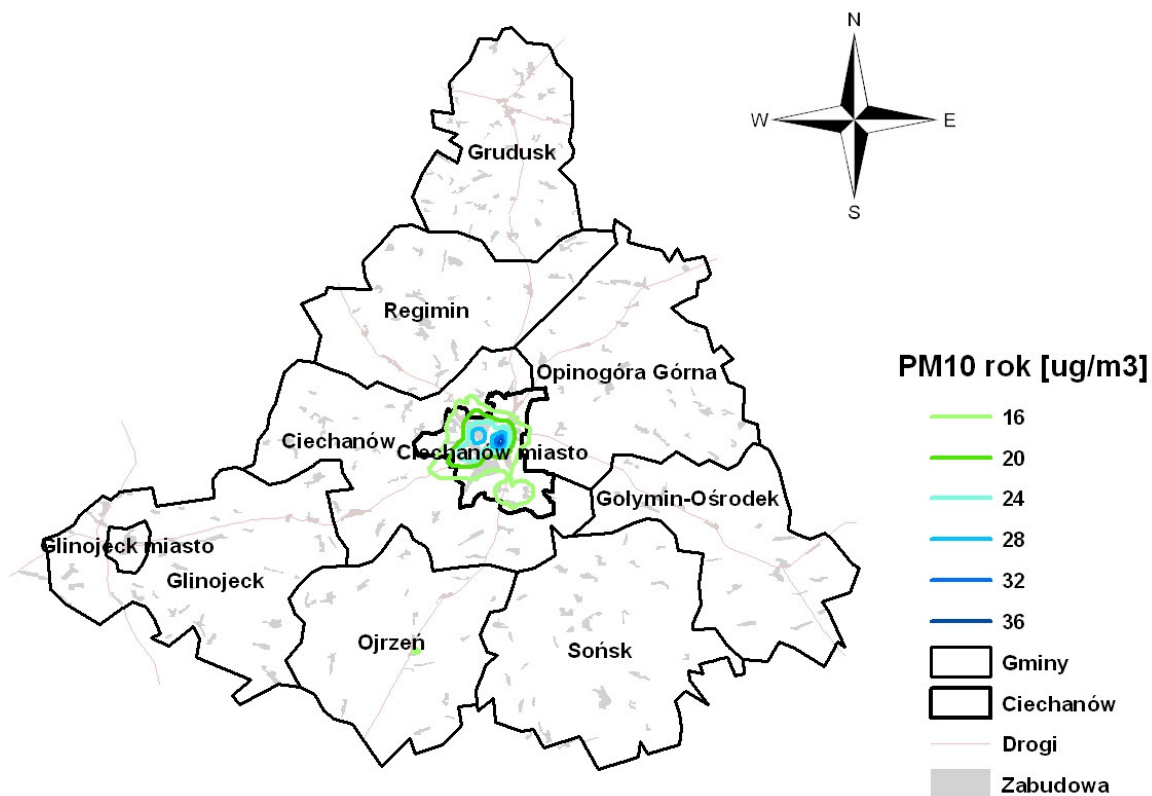 N
W
E
S
Grudusk
Regimin
Opinogóra Górna
Ciechanów
Ciechanów miasto
Gołymin-Ośrodek
Glinojeck miasto
Glinojeck
Ojrzeń
Sońsk
PM10 rok [ug/m3]
16
20
24
28
32
36
Gminy
Ciechanów
Drogi
Zabudowa